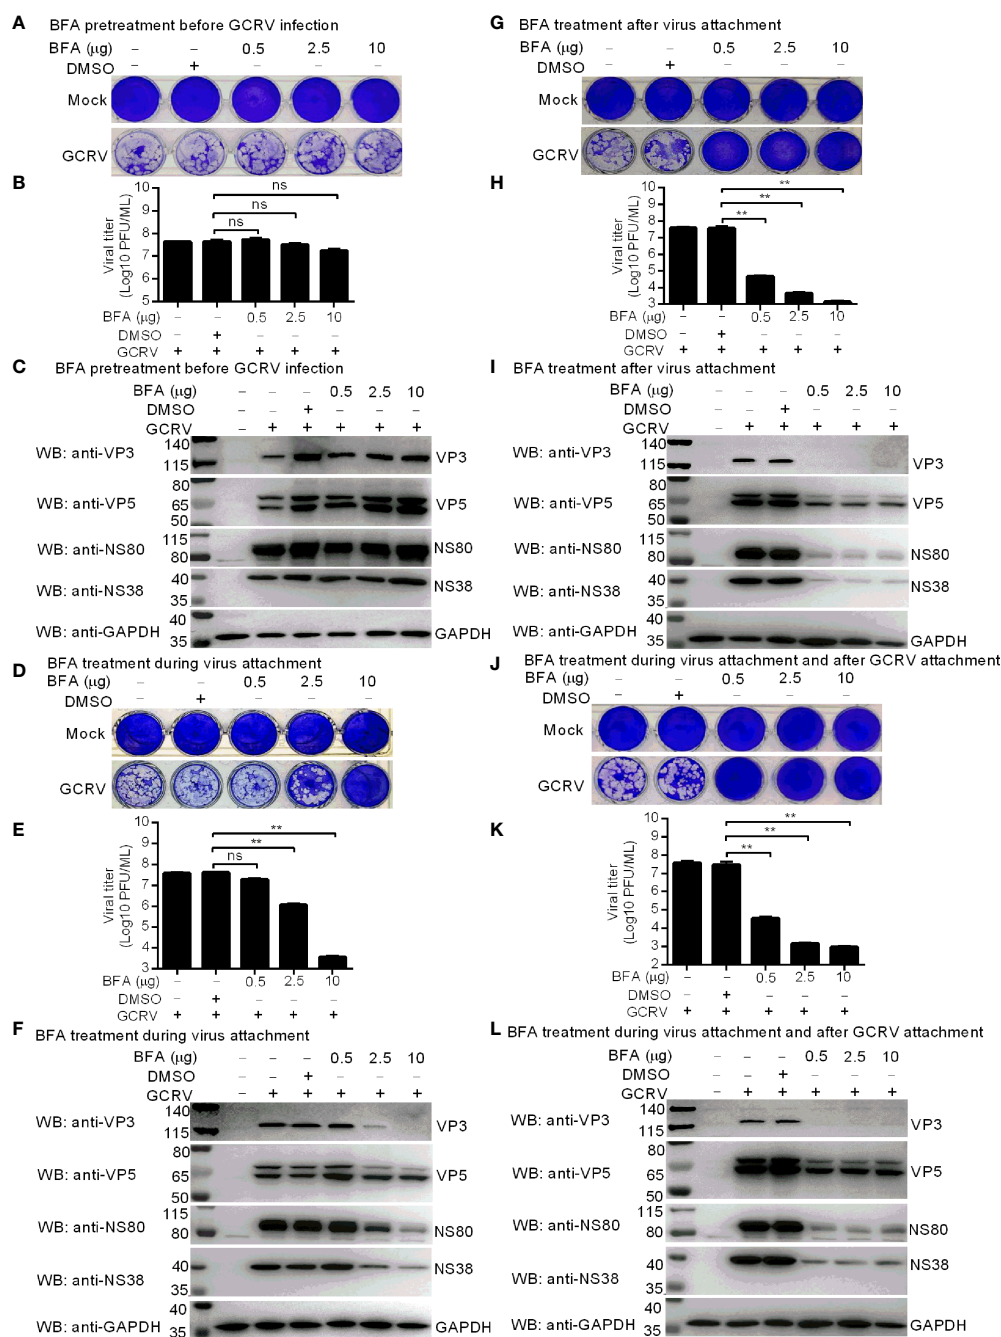 A BFA pretreatment before GCRV infection
BFA (μg) – – 0.5 2.5 10
DMSO +
Mock
GCRV
B
ns
ns
ns
Viral titer
(Log10 PFU/ML)
10
9
8
7
6
5
BFA (μg) – – 0.5 2.5 10
DMSO – + – – –
GCRV + + + + +
C BFA pretreatment before GCRV infection
BFA (μg) – – – 0.5 2.5 10
DMSO – – + – – –
GCRV – + + + + +
WB: anti-VP3 140 115 VP3
WB: anti-VP5 80 65 50 VP5
WB: anti-NS80 115 80 NS80
WB: anti-NS38 40 35 NS38
WB: anti-GAPDH 40 35 GAPDH
D BFA treatment during virus attachment
BFA (μg) – – 0.5 2.5 10
DMSO +
Mock
GCRV
E
**
**
ns
Viral titer
(Log10 PFU/ML)
10
9
8
7
6
5
4
3
BFA (μg) – – 0.5 2.5 10
DMSO – + – – –
GCRV + + + + +
F BFA treatment during virus attachment
BFA (μg) – – – 0.5 2.5 10
DMSO – – + – – –
GCRV – + + + + +
WB: anti-VP3 140 115 VP3
WB: anti-VP5 80 65 50 VP5
WB: anti-NS80 115 80 NS80
WB: anti-NS38 40 35 NS38
WB: anti-GAPDH 40 35 GAPDH
G BFA treatment after virus attachment
BFA (μg) – – 0.5 2.5 10
DMSO +
Mock
GCRV
H
**
**
**
Viral titer
(Log10 PFU/ML)
10
9
8
7
6
5
4
3
BFA (μg) – – 0.5 2.5 10
DMSO – + – – –
GCRV + + + + +
I BFA treatment after virus attachment
BFA (μg) – – – 0.5 2.5 10
DMSO – – + – – –
GCRV – + + + + +
WB: anti-VP3 140 115 VP3
WB: anti-VP5 80 65 50 VP5
WB: anti-NS80 115 80 NS80
WB: anti-NS38 40 35 NS38
WB: anti-GAPDH 40 35 GAPDH
J BFA treatment during virus attachment and after GCRV attachment
BFA (μg) – – 0.5 2.5 10
DMSO – + – – –
Mock
GCRV
K
**
**
**
Viral titer
(Log10 PFU/ML)
10
9
8
7
6
5
4
3
2
BFA (μg) – – 0.5 2.5 10
DMSO – + – – –
GCRV + + + + +
L BFA treatment during virus attachment and after GCRV attachment
BFA (μg) – – – 0.5 2.5 10
DMSO – – + – – –
GCRV – + + + + +
WB: anti-VP3 140 115 VP3
WB: anti-VP5 80 65 50 VP5
WB: anti-NS80 115 80 NS80
WB: anti-NS38 40 35 NS38
WB: anti-GAPDH 40 35 GAPDH